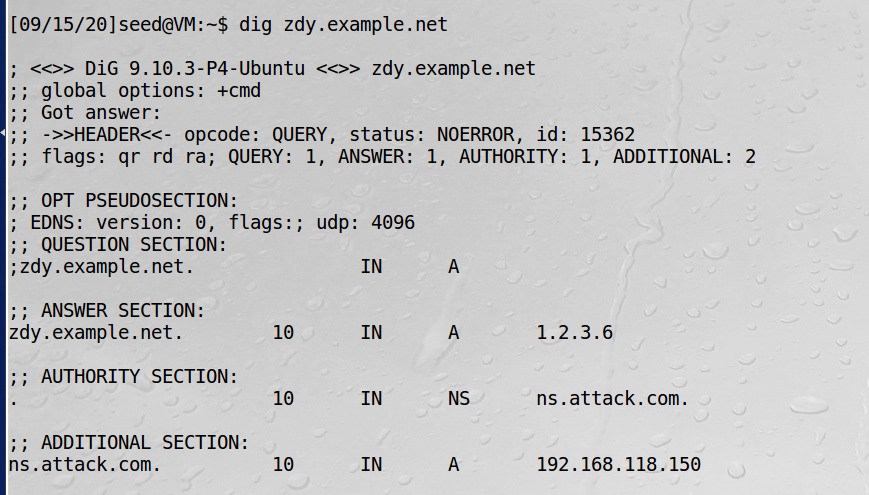 [09/15/20]seed@VM:~$ dig zdy.example.net
; <<>> DiG 9.10.3-P4-Ubuntu <<>> zdy.example.net
;; global options: +cmd
;; Got answer:
;; ->>HEADER<<- opcode: QUERY, status: NOERROR, id: 15362
;; flags: qr rd ra; QUERY: 1, ANSWER: 1, AUTHORITY: 1, ADDITIONAL: 2
;; OPT PSEUDOSECTION:
; EDNS: version: 0, flags:; udp: 4096
;; QUESTION SECTION:
;zdy.example.net. IN A
;; ANSWER SECTION:
zdy.example.net. 10 IN A 1.2.3.6
;; AUTHORITY SECTION:
. 10 IN NS ns.attack.com.
;; ADDITIONAL SECTION:
ns.attack.com. 10 IN A 192.168.118.150